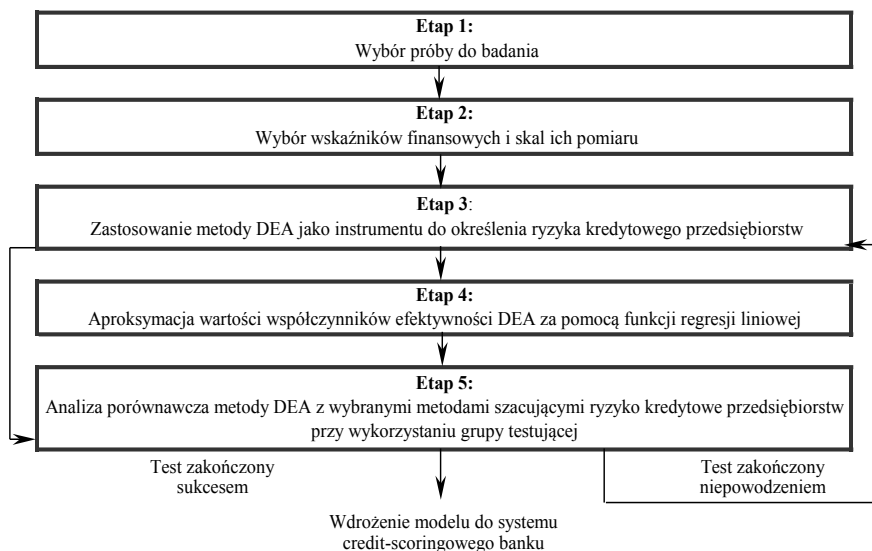 Etap 1:
Wybór próby do badania
Etap 2:
Wybór wskaźników finansowych i skal ich pomiaru
Etap 3:
Zastosowanie metody DEA jako instrumentu do określenia ryzyka kredytowego przedsiębiorstw
Etap 4:
Aproksymacja wartości współczynników efektywności DEA za pomocą funkcji regresji liniowej
Etap 5:
Analiza porównawcza metody DEA z wybranymi metodami szacującymi ryzyko kredytowe przedsiębiorstw
przy wykorzystaniu grupy testującej
Test zakończony
sukcesem
Test zakończony
niepowodzeniem
Wdrożenie modelu do systemu
credit-scoringowego banku